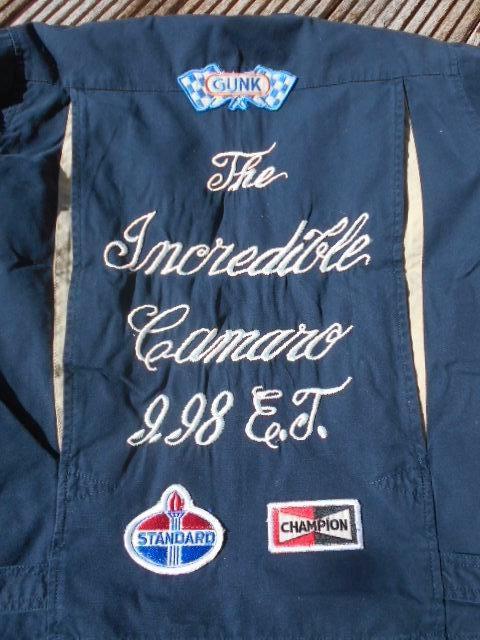 GUNK
The
Incredible
Camaro
9.98 E.T.
STANDARD
CHAMPION